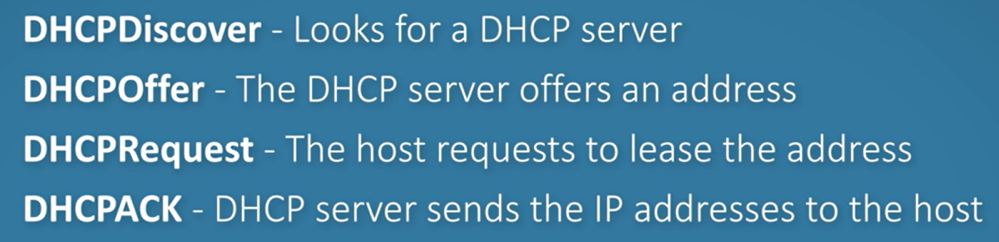 DHCPDiscover - Looks for a DHCP server
DHCPOffer - The DHCP server offers an address
DHCPRequest - The host requests to lease the address
DHCPACK - DHCP server sends the IP addresses to the host